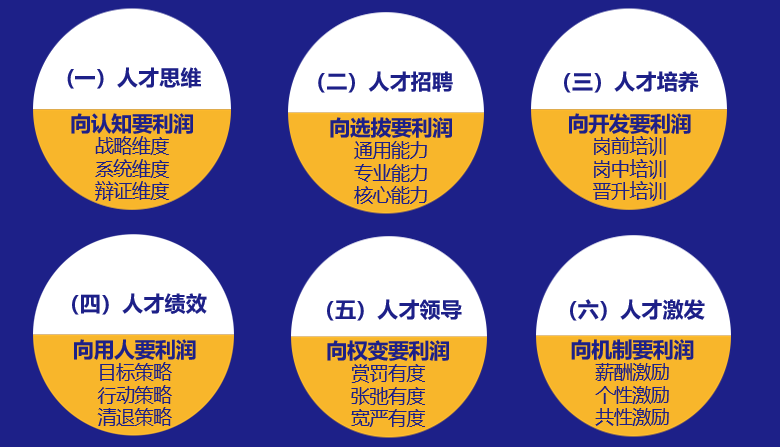 （一）人才思维
向认知要利润
战略维度
系统维度
辩证维度
（二）人才招聘
向选拔要利润
通用能力
专业能力
核心能力
（三）人才培养
向开发要利润
岗前培训
岗中培训
晋升培训
（四）人才绩效
向用人要利润
目标策略
行动策略
清退策略
（五）人才领导
向权变要利润
赏罚有度
张弛有度
宽严有度
（六）人才激发
向机制要利润
薪酬激励
个性激励
共性激励